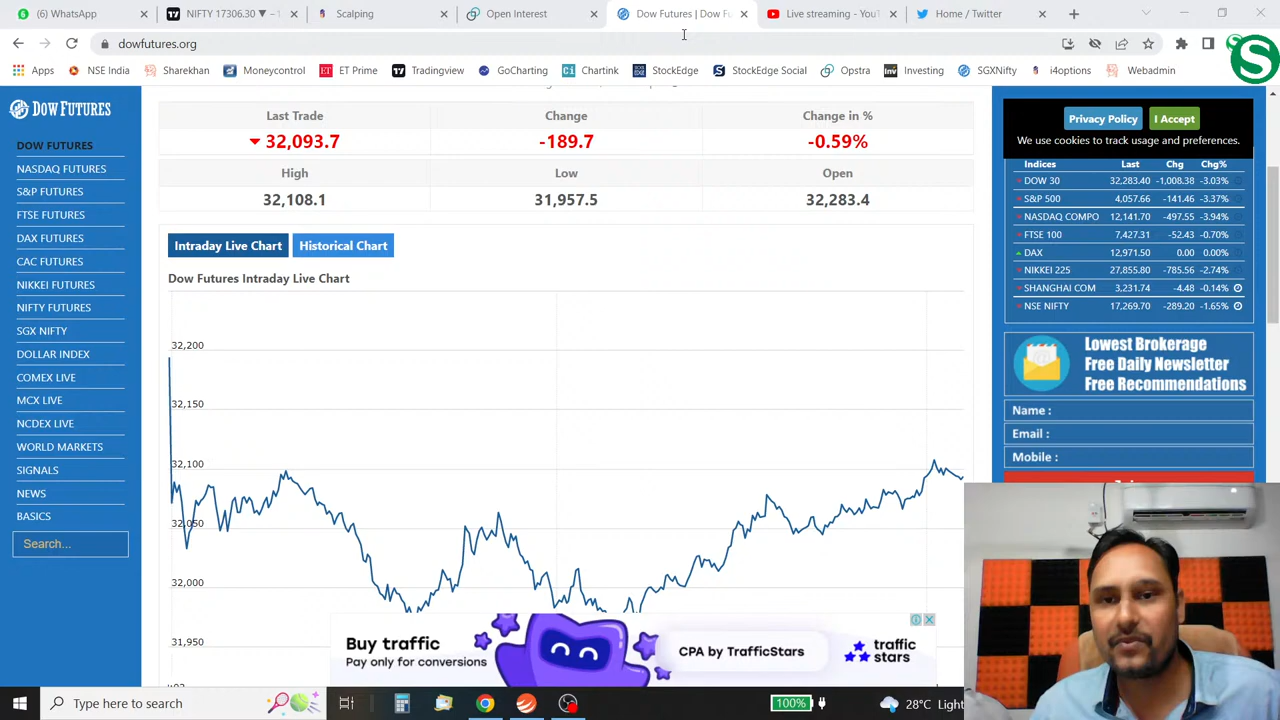 6
WhatsApp
NIFTY 17306.30 ▼ −1
Scalping
Open Interest
Dow Futures | Dow Fu
Live streaming - YouT
Home / Twitter
dowfutures.org
Apps
NSE India
Sharekhan
Moneycontrol
ET Prime
Tradingview
GoCharting
Chartink
StockEdge
StockEdge Social
Opstra
Investing
SGXNifty
i4options
Webadmin
S
DOW FUTURES
DOW FUTURES
NASDAQ FUTURES
S&P FUTURES
FTSE FUTURES
DAX FUTURES
CAC FUTURES
NIKKEI FUTURES
NIFTY FUTURES
SGX NIFTY
DOLLAR INDEX
COMEX LIVE
MCX LIVE
NCDEX LIVE
WORLD MARKETS
SIGNALS
NEWS
BASICS
Search...
Last Trade Change Change in %
32,093.7 -189.7 -0.59%
High Low Open
32,108.1 31,957.5 32,283.4
Intraday Live Chart Historical Chart
Dow Futures Intraday Live Chart
32,200
32,150
32,100
32,050
32,000
31,950
Buy traffic
Pay only for conversions
CPA by TrafficStars
traffic
stars
Privacy Policy I Accept
We use cookies to track usage and preferences.
Indices Last Chg Chg%
DOW 30 32,283.40 -1,008.38 -3.03%
S&P 500 4,057.66 -141.46 -3.37%
NASDAQ COMPO 12,141.70 -497.55 -3.94%
FTSE 100 7,427.31 -52.43 -0.70%
DAX 12,971.50 0.00 0.00%
NIKKEI 225 27,855.80 -785.56 -2.74%
SHANGHAI COM 3,231.74 -4.48 -0.14%
NSE NIFTY 17,269.70 -289.20 -1.65%
Lowest Brokerage
Free Daily Newsletter
Free Recommendations
Name :
Email :
Mobile :
Type here to search
100%
28°C Light